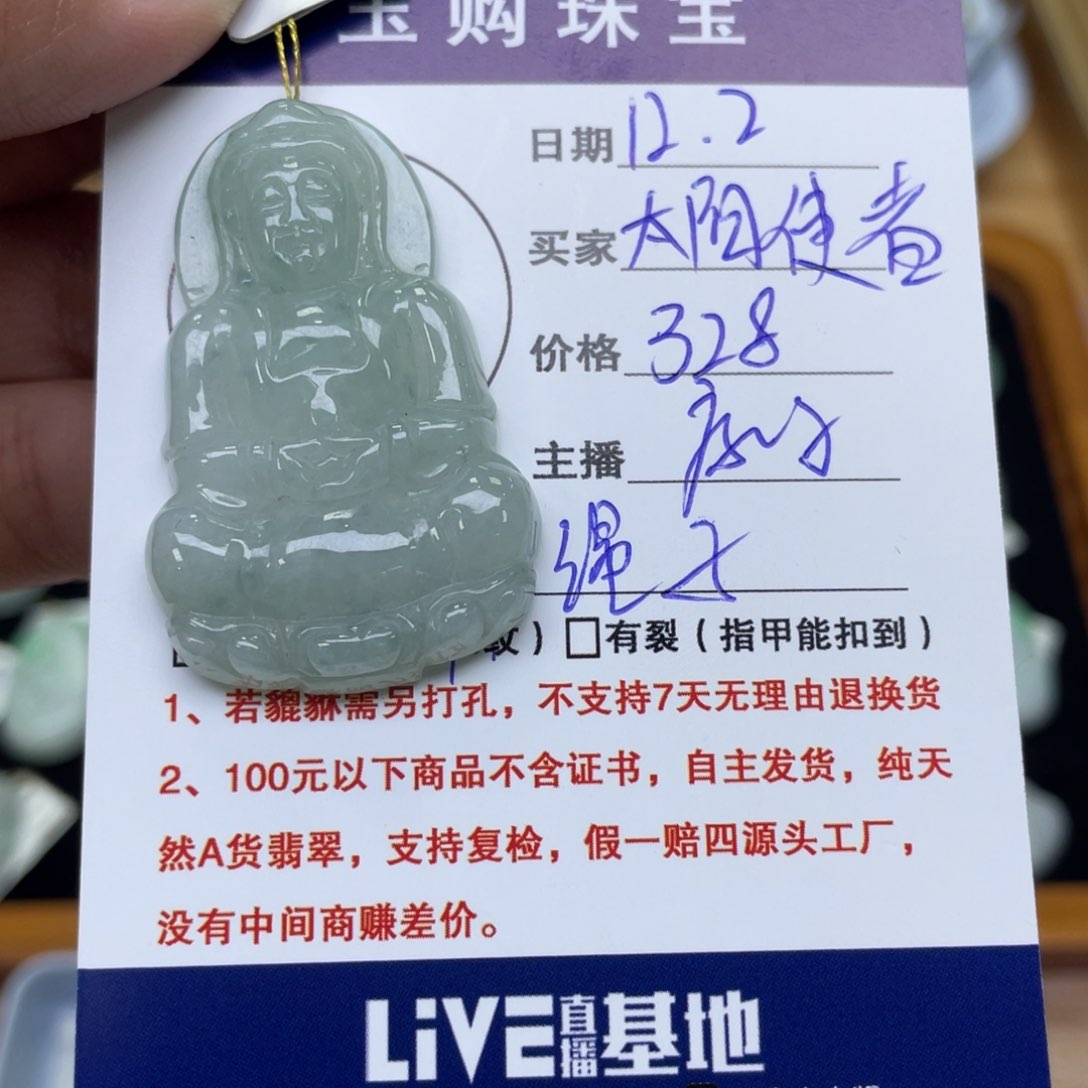 宝购珠宝
日期 12.2
买家 太阳使者
价格 328
主播
绳子
纹）□有裂（指甲能扣到）
1、若貔貅需另打孔，不支持7天无理由退换货
2、100元以下商品不含证书，自主发货，纯天
然A货翡翠，支持复检，假一赔四源头工厂，
没有中间商赚差价。
LiVE直播基地